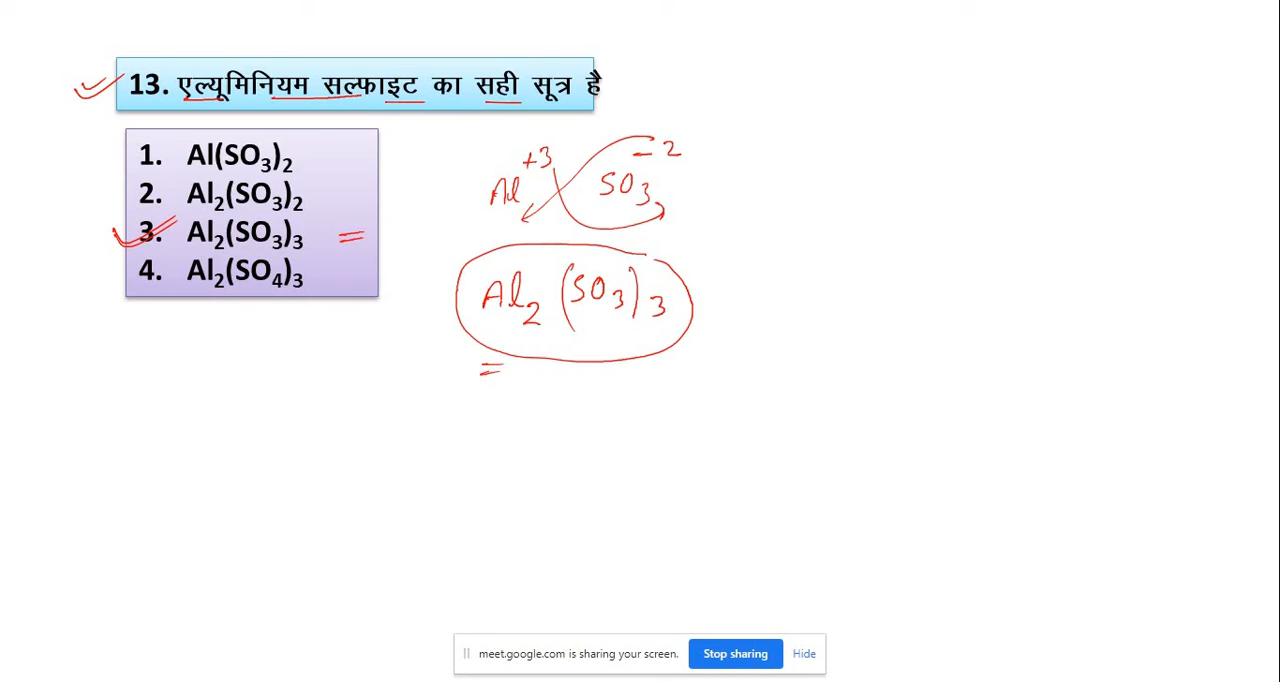 13. एल्यूमिनियम सल्फाइट का सही सूत्र है
1. Al(SO₃)₂
2. Al₂(SO₃)₂
3. Al₂(SO₃)₃ =
4. Al₂(SO₄)₃
Al⁺³ SO₃⁻²
Al₂(SO₃)₃
=
meet.google.com is sharing your screen. Stop sharing Hide